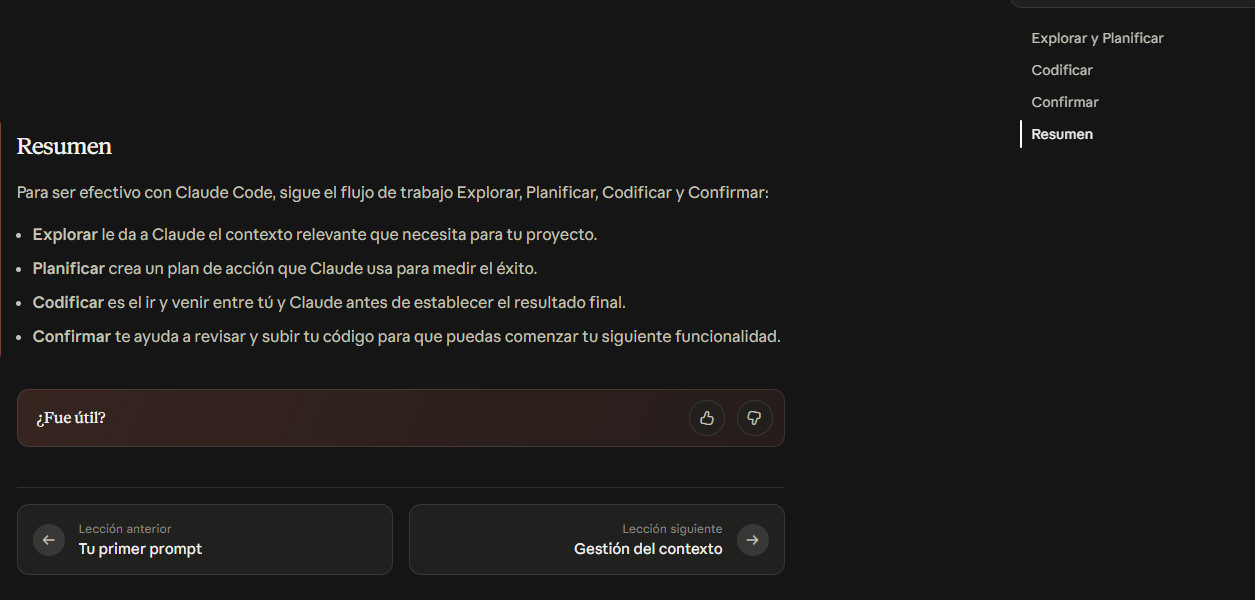 Explorar y Planificar
Codificar
Confirmar
Resumen
Resumen
Para ser efectivo con Claude Code, sigue el flujo de trabajo Explorar, Planificar, Codificar y Confirmar:
• Explorar le da a Claude el contexto relevante que necesita para tu proyecto.
• Planificar crea un plan de acción que Claude usa para medir el éxito.
• Codificar es el ir y venir entre tú y Claude antes de establecer el resultado final.
• Confirmar te ayuda a revisar y subir tu código para que puedas comenzar tu siguiente funcionalidad.
¿Fue útil?
Lección anterior
Tu primer prompt
Lección siguiente
Gestión del contexto